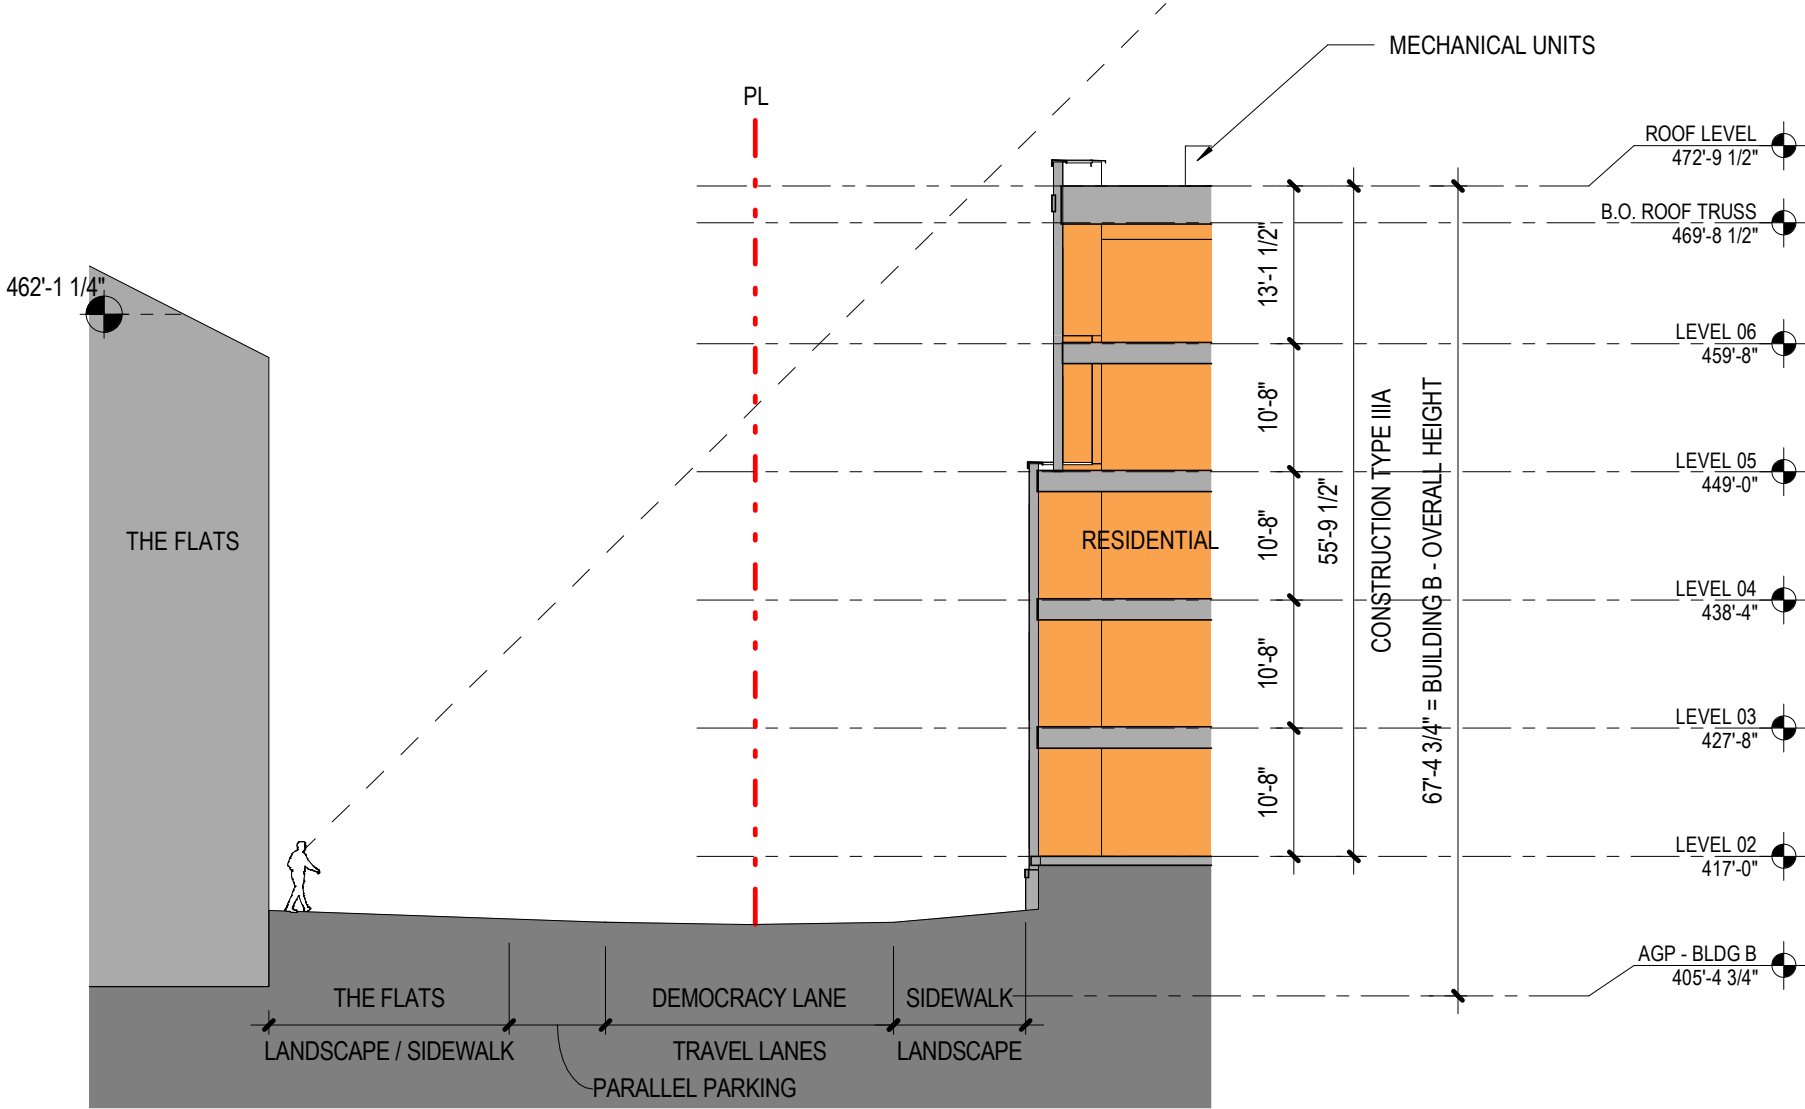 MECHANICAL UNITS
PL
ROOF LEVEL
472'-9 1/2"
B.O. ROOF TRUSS
469'-8 1/2"
13'-1 1/2"
462'-1 1/4"
LEVEL 06
459'-8"
10'-8"
CONSTRUCTION TYPE IIIA
67'-4 3/4" = BUILDING B - OVERALL HEIGHT
LEVEL 05
449'-0"
55'-9 1/2"
THE FLATS
RESIDENTIAL
10'-8"
LEVEL 04
438'-4"
10'-8"
LEVEL 03
427'-8"
10'-8"
LEVEL 02
417'-0"
AGP - BLDG B
405'-4 3/4"
THE FLATS
DEMOCRACY LANE
SIDEWALK
LANDSCAPE / SIDEWALK
TRAVEL LANES
LANDSCAPE
PARALLEL PARKING